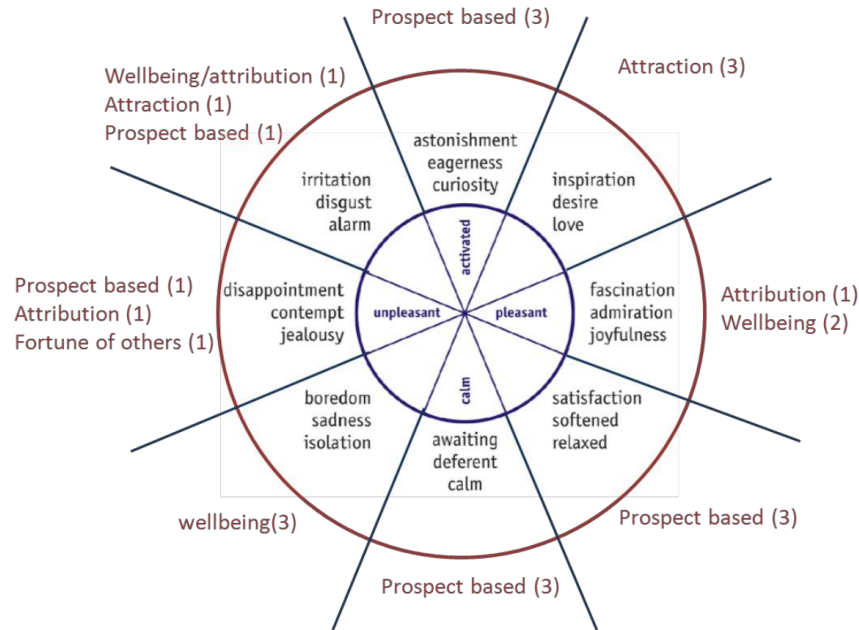 Prospect based (3)
Attraction (3)
Wellbeing/attribution (1)
Attraction (1)
Prospect based (1)
astonishment
eagerness
curiosity
irritation
disgust
alarm
inspiration
desire
love
activated
Prospect based (1)
Attribution (1)
Fortune of others (1)
disappointment
contempt
jealousy
unpleasant
pleasant
fascination
admiration
joyfulness
Attribution (1)
Wellbeing (2)
calm
boredom
sadness
isolation
awaiting
deferent
calm
satisfaction
softened
relaxed
wellbeing(3)
Prospect based (3)
Prospect based (3)